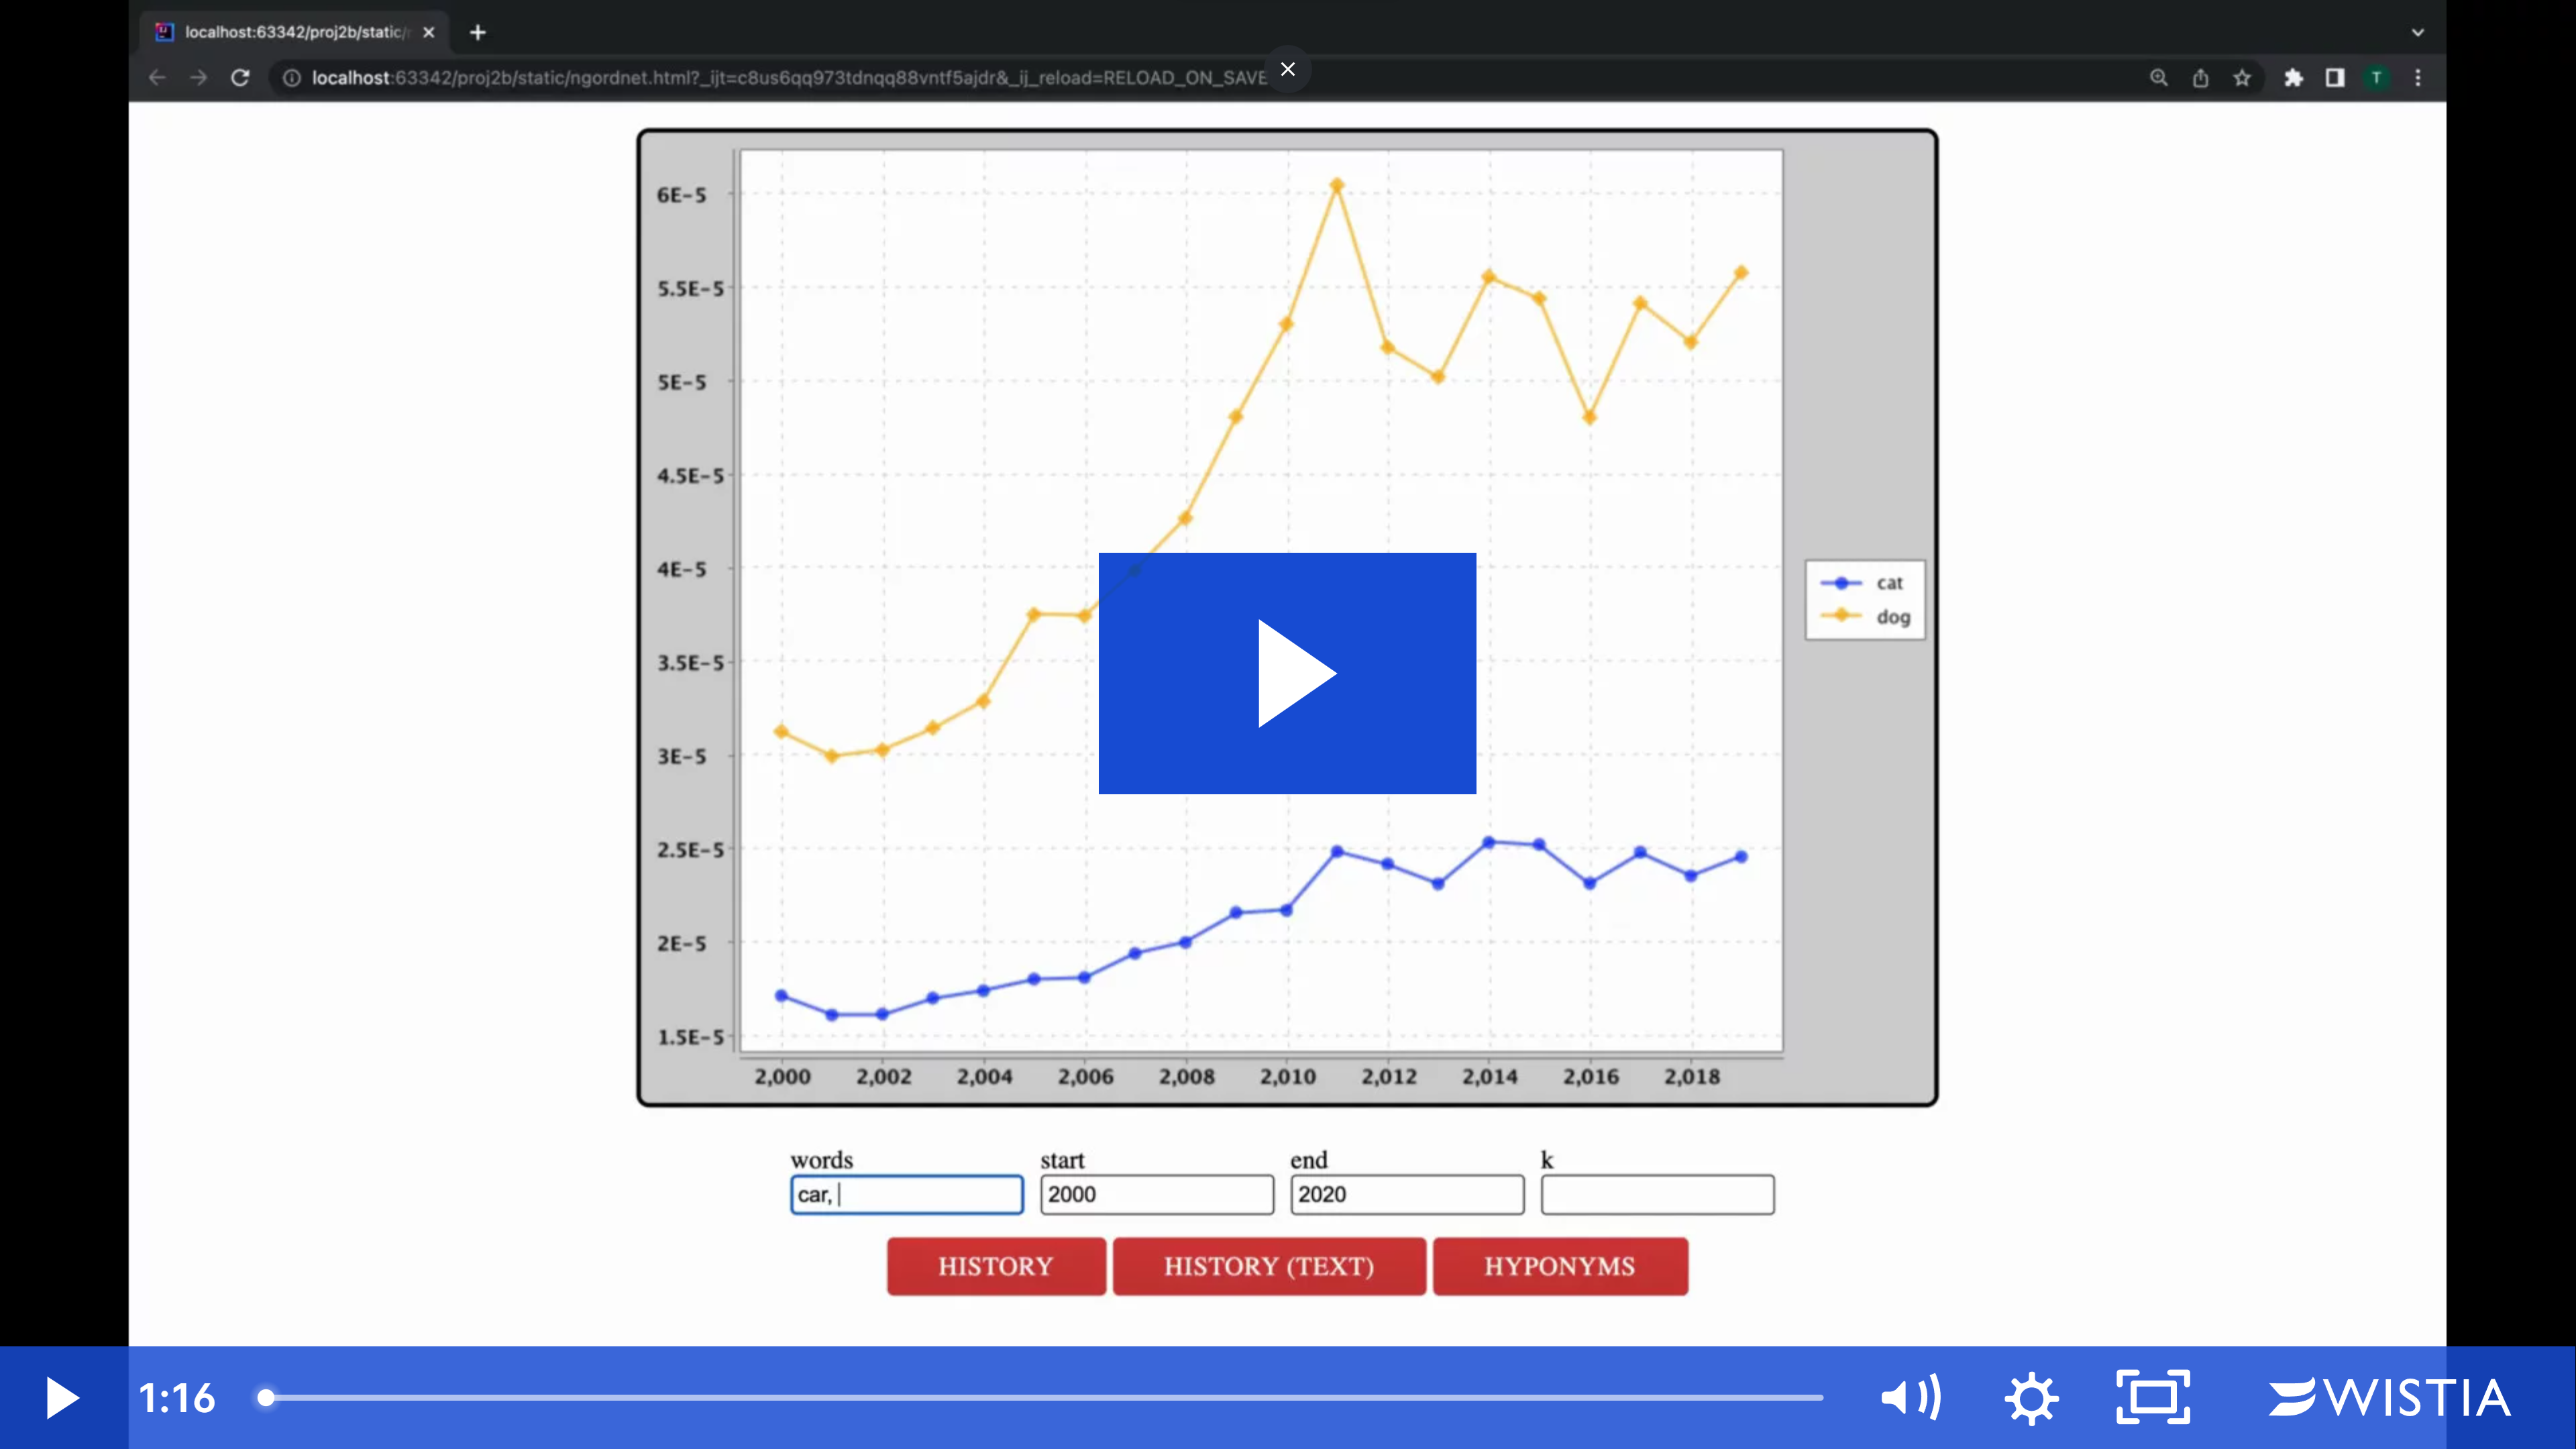 localhost:63342/proj2b/static/
localhost:63342/proj2b/static/ngordnet.html?_ijt=c8us6qq973tdnqq88vntf5ajdr&_ij_reload=RELOAD_ON_SAVE
T
6E-5
5.5E-5
5E-5
4.5E-5
4E-5
3.5E-5
3E-5
2.5E-5
2E-5
1.5E-5
cat
dog
2,000 2,002 2,004 2,006 2,008 2,010 2,012 2,014 2,016 2,018
words start end k
car, 2000 2020
HISTORY HISTORY (TEXT) HYPONYMS
1:16 WISTIA